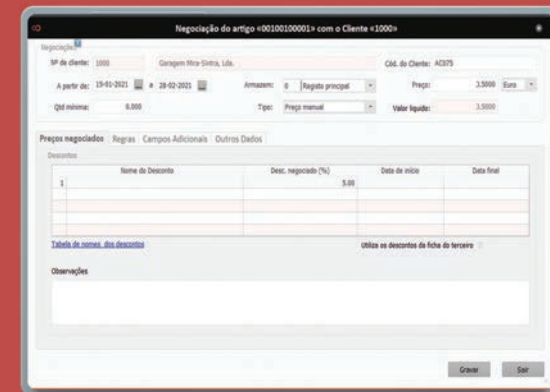 Negociação do artigo «00100100001» com o Cliente «1000»
Negociações
Nº de cliente: 1000 Garagem Mira-Sintra, Lda. Cód. do Cliente: AC075
A partir de: 15-01-2021 a 28-02-2021 Armazem: 0 Registo principal Preço: 3.5000 Euro
Qtd mínima: 0.000 Tipo: Preço manual Valor líquido: 3.5000
Preços negociados Regras Campos Adicionais Outros Dados
Descontos
Nome do Desconto Desc. negociado (%) Data de início Data final
1 5.00
Tabela de nomes dos descontos Utiliza os descontos da ficha do terceiro
Observações
Gravar Sair